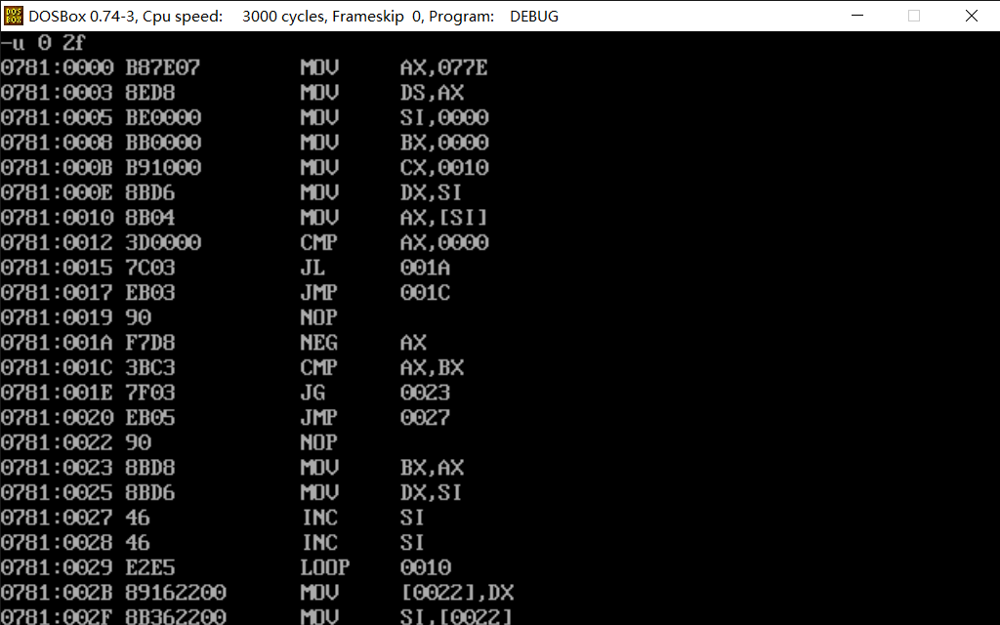 DOSBox 0.74-3, Cpu speed: 3000 cycles, Frameskip 0, Program: DEBUG
-u 0 2f
0781:0000 B87E07 MOV AX,077E
0781:0003 8ED8 MOV DS,AX
0781:0005 BE0000 MOV SI,0000
0781:0008 BB0000 MOV BX,0000
0781:000B B91000 MOV CX,0010
0781:000E 8BD6 MOV DX,SI
0781:0010 8B04 MOV AX,[SI]
0781:0012 3D0000 CMP AX,0000
0781:0015 7C03 JL 001A
0781:0017 EB03 JMP 001C
0781:0019 90 NOP
0781:001A F7D8 NEG AX
0781:001C 3BC3 CMP AX,BX
0781:001E 7F03 JG 0023
0781:0020 EB05 JMP 0027
0781:0022 90 NOP
0781:0023 8BD8 MOV BX,AX
0781:0025 8BD6 MOV DX,SI
0781:0027 46 INC SI
0781:0028 46 INC SI
0781:0029 E2E5 LOOP 0010
0781:002B 89162200 MOV [0022],DX
0781:002F 8B362200 MOV SI,[0022]